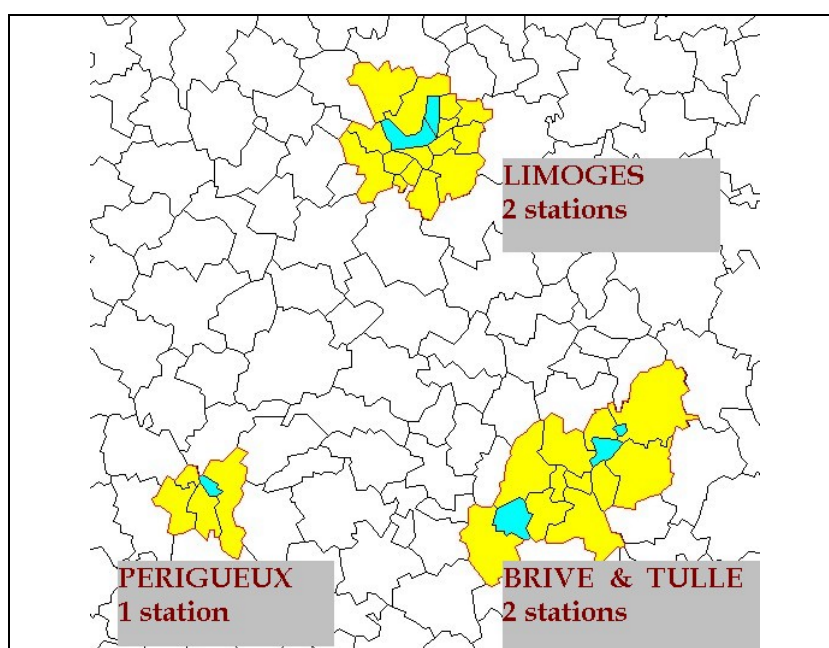 LIMOGES
2 stations
PERIGUEUX
1 station
BRIVE & TULLE
2 stations